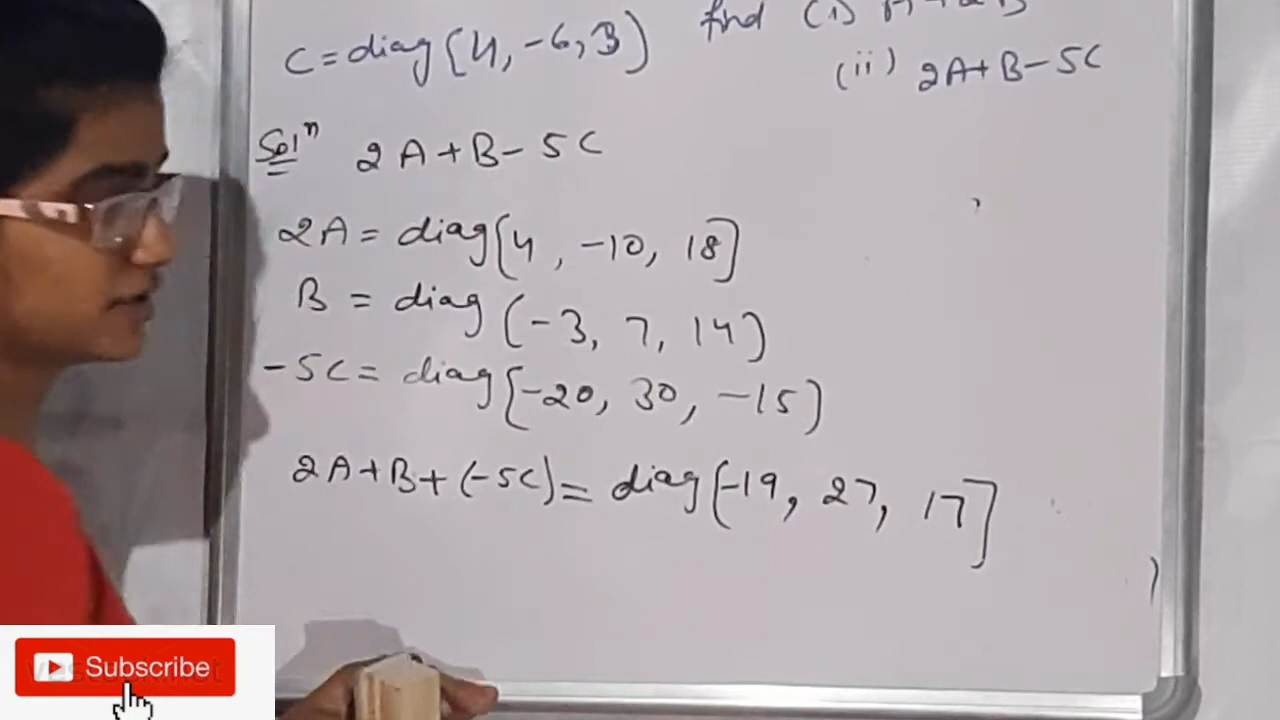 C = diag [4, -6, 3) find (i) A+2B
(ii) 2A+B-5C
Solⁿ 2A+B-5C
2A = diag[4, -10, 18]
B = diag (-3, 7, 14)
-5C = diag[-20, 30, -15)
2A+B+(-5C) = diag[-19, 27, 17]
Subscribe